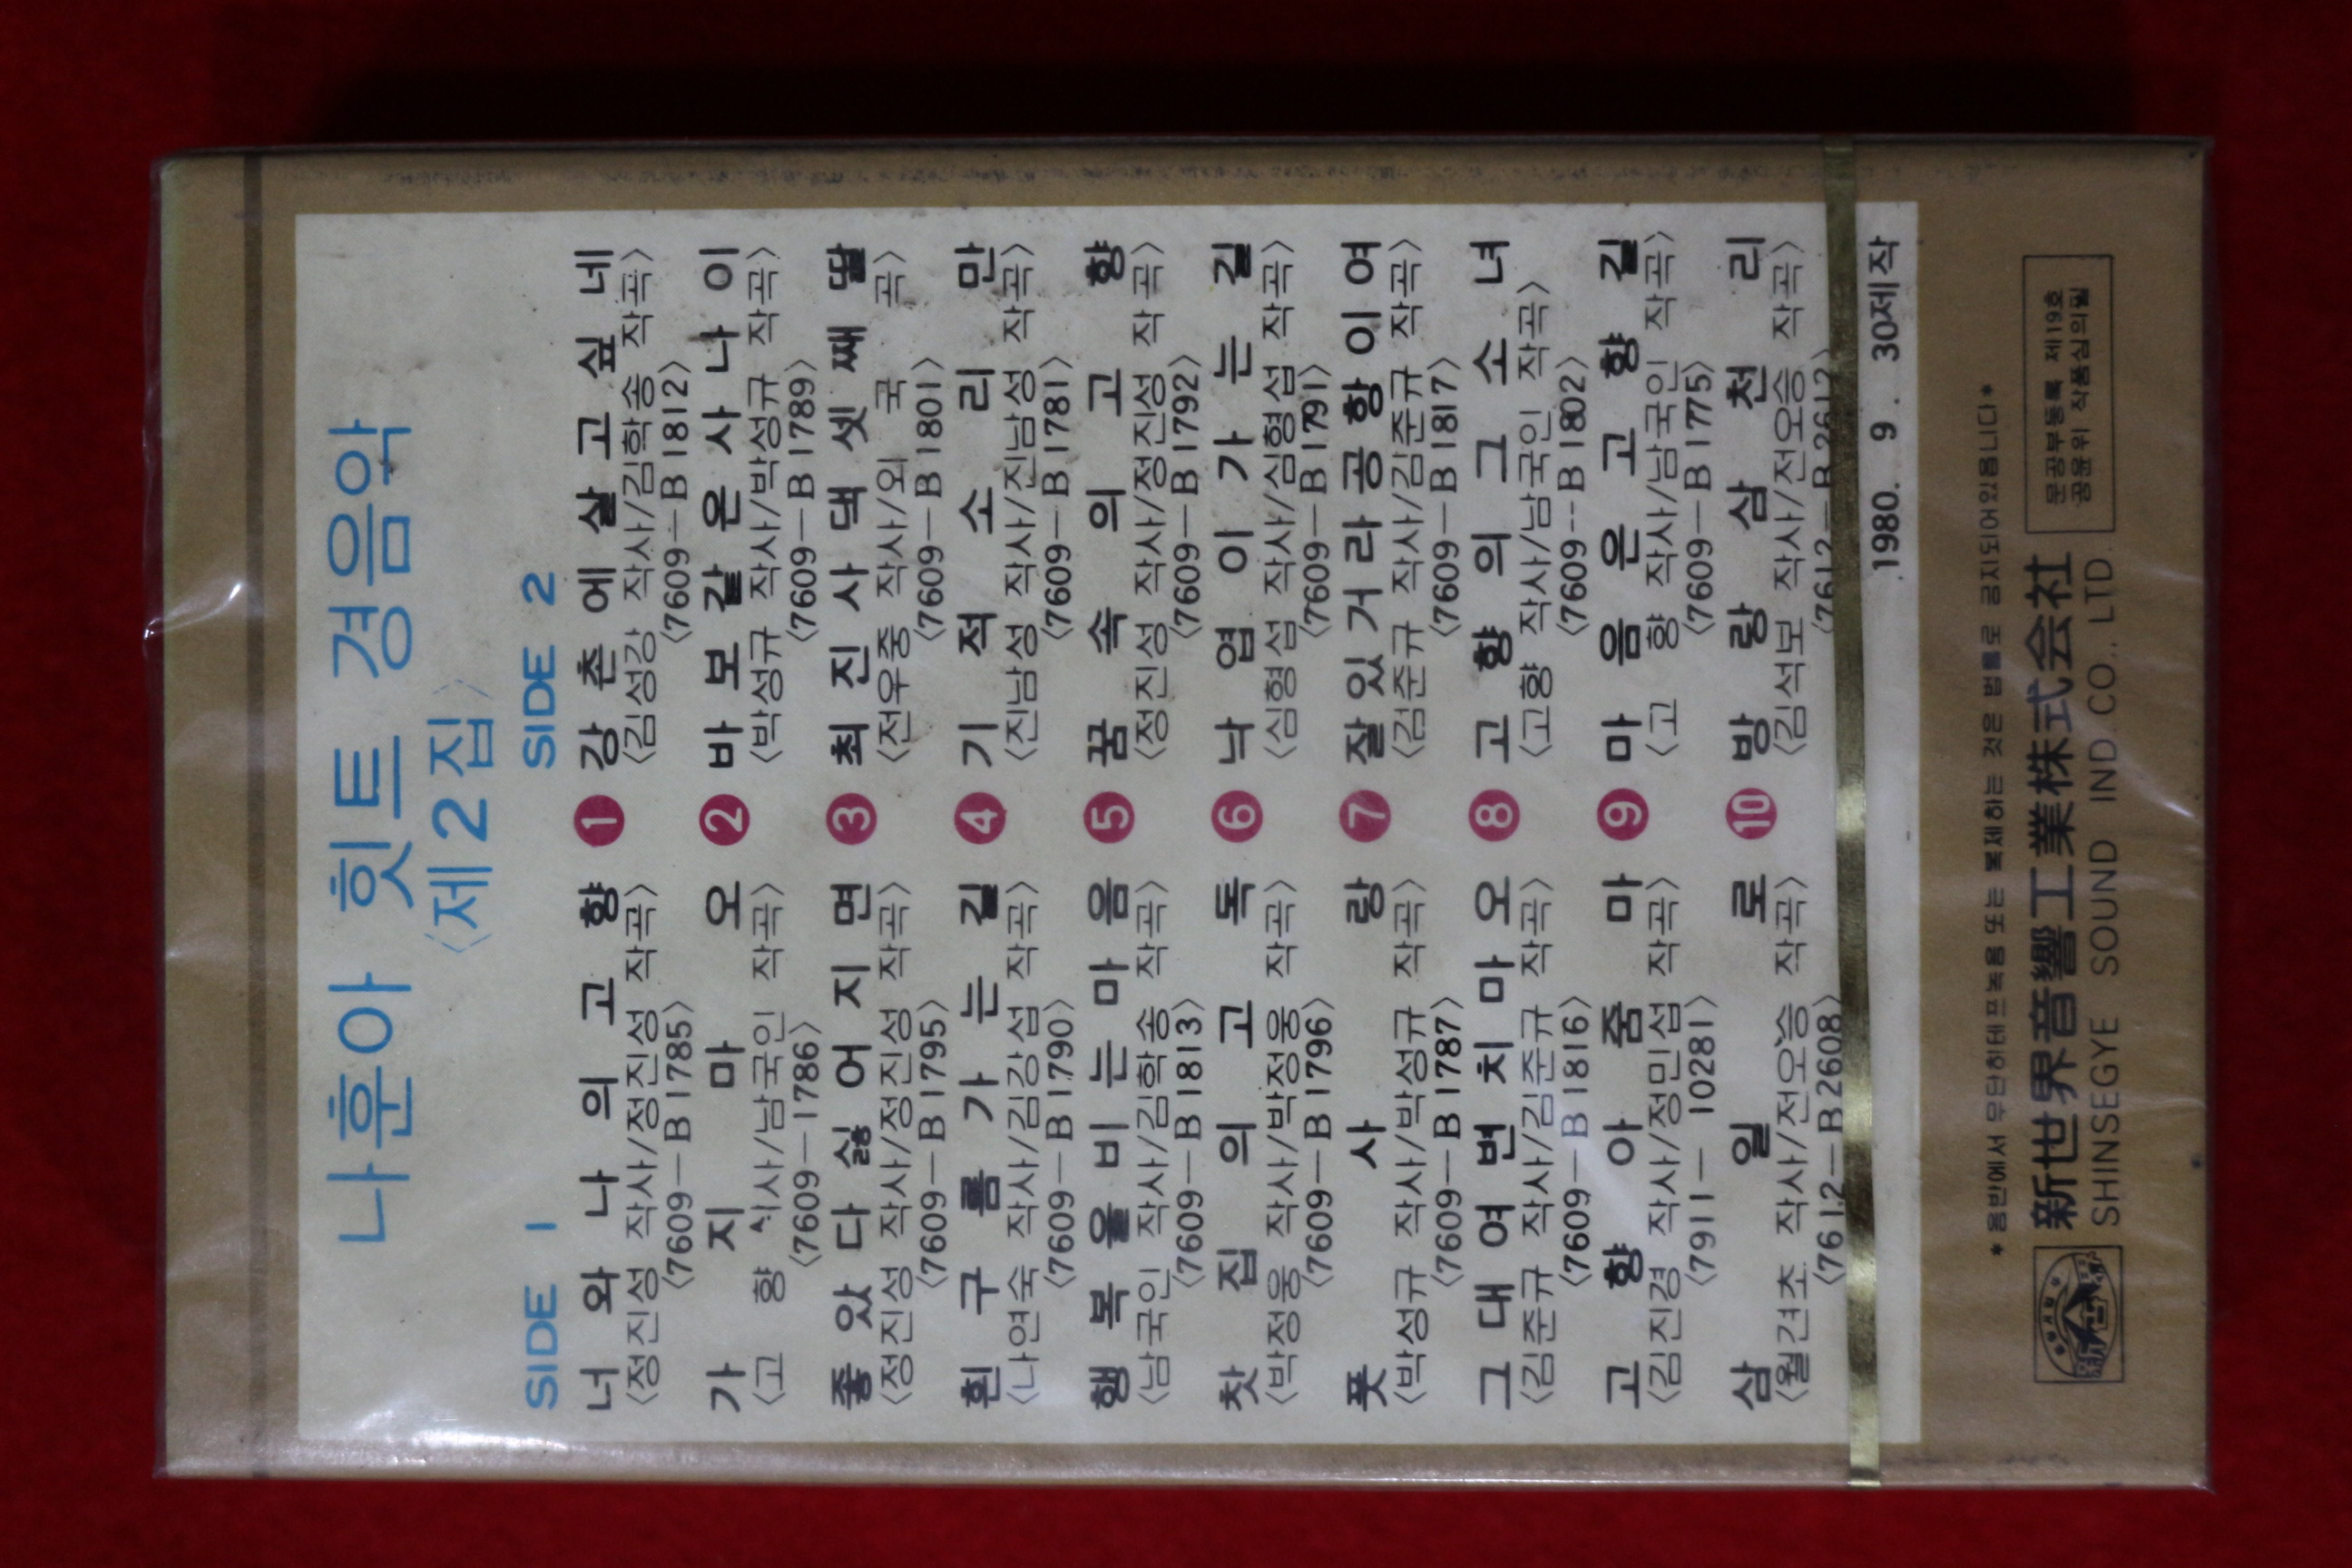 나훈아 힛트 경음악
〈제2집〉
SIDE 1
너와 나의 고향
〈정진성 작사/정진성 작곡〉
〈7609—B1785〉
가지마오
〈고 향 작사/남국인 작곡〉
〈7609—1786〉
좋았다 싫어지면
〈정진성 작사/정진성 작곡〉
〈7609—B1795〉
흰구름 가는 길
〈나연숙 작사/김강섭 작곡〉
〈7609—B1790〉
행복을 비는 마음
〈남국인 작사/김학송 작곡〉
〈7609—B1813〉
찻집의 고독
〈박정웅 작사/박정웅 작곡〉
〈7609—B1796〉
풋사랑
〈박성규 작사/박성규 작곡〉
〈7609—B1787〉
그대여 변치마오
〈김준규 작사/김준규 작곡〉
〈7609—B1816〉
고향 아줌마
〈김진경 작사/정민섭 작곡〉
〈7911—10281〉
삼일로
〈월견초 작사/전오승 작곡〉
〈7612—B2608〉
SIDE 2
❶ 강촌에 살고싶네
〈김성강 작사/김학송 작곡〉
〈7609—B1812〉
❷ 바보같은 사나이
〈박성규 작사/박성규 작곡〉
〈7609—B1789〉
❸ 최진사댁 셋째딸
〈전우중 작사/외 국 곡〉
〈7609—B1801〉
❹ 기적소리만
〈진남성 작사/진남성 작곡〉
〈7609—B1781〉
❺ 꿈속의 고향
〈정진성 작사/정진성 작곡〉
〈7609—B1792〉
❻ 낙엽이 가는 길
〈심형섭 작사/심형섭 작곡〉
〈7609—B1791〉
❼ 잘있거라 공항이여
〈김준규 작사/김준규 작곡〉
〈7609—B1817〉
❽ 고향의 그 소녀
〈고향 작사/남국인 작곡〉
〈7609--B1802〉
❾ 마음은 고향길
〈고 향 작사/남국인 작곡〉
〈7609—B1775〉
❿ 방랑 삼천리
〈김석보 작사/전오승 작곡〉
〈7612—B2612〉
1980. 9. 30제작
*음반에서 무단히테프녹음 또는 복제하는 것은 법률로 금지되어있읍니다*
新世界音響工業株式会社
SHINSEGYE SOUND IND. CO., LTD.
문공부등록 제19호
공윤위 작품심의필